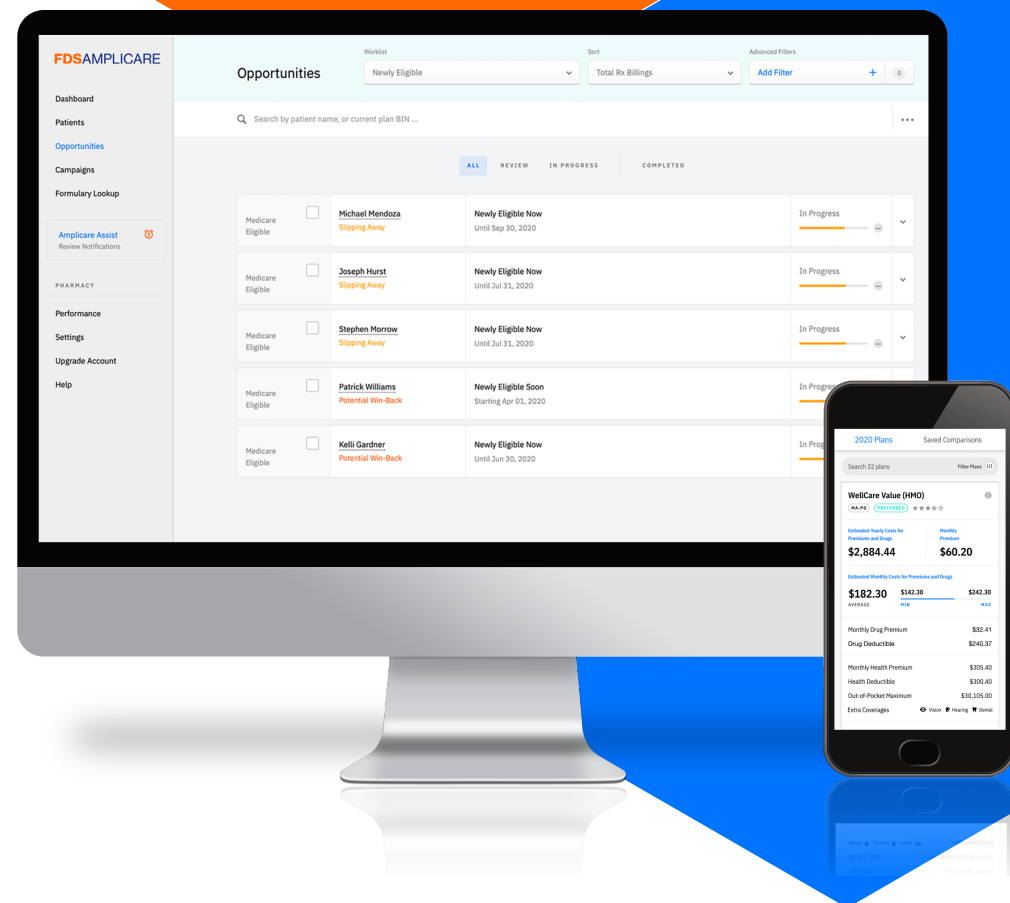 FDSAMPLICARE
Dashboard
Patients
Opportunities
Campaigns
Formulary Lookup
Amplicare Assist
Review Notifications
PHARMACY
Performance
Settings
Upgrade Account
Help
Opportunities
Worklist
Newly Eligible
Sort
Total Rx Billings
Advanced Filters
Add Filter + 0
Search by patient name, or current plan BIN ...
ALL REVIEW IN PROGRESS COMPLETED
Medicare
Eligible
Michael Mendoza
Slipping Away
Newly Eligible Now
Until Sep 30, 2020
In Progress
Medicare
Eligible
Joseph Hurst
Slipping Away
Newly Eligible Now
Until Jul 31, 2020
In Progress
Medicare
Eligible
Stephen Morrow
Slipping Away
Newly Eligible Now
Until Jul 31, 2020
In Progress
Medicare
Eligible
Patrick Williams
Potential Win-Back
Newly Eligible Soon
Starting Apr 01, 2020
In Progres
Medicare
Eligible
Kelli Gardner
Potential Win-Back
Newly Eligible Now
Until Jun 30, 2020
In Prog
2020 Plans Saved Comparisons
Search 32 plans Filter Plans
WellCare Value (HMO)
MA-PD PREFERRED
Estimated Yearly Costs for
Premiums and Drugs
$2,884.44
Monthly
Premium
$60.20
Estimated Monthly Costs for Premiums and Drugs
$182.30 $142.30 $242.30
AVERAGE MIN MAX
Monthly Drug Premium $32.41
Drug Deductible $240.37
Monthly Health Premium $305.40
Health Deductible $300.40
Out-of-Pocket Maximum $30,105.00
Extra Coverages Vision Hearing Dental